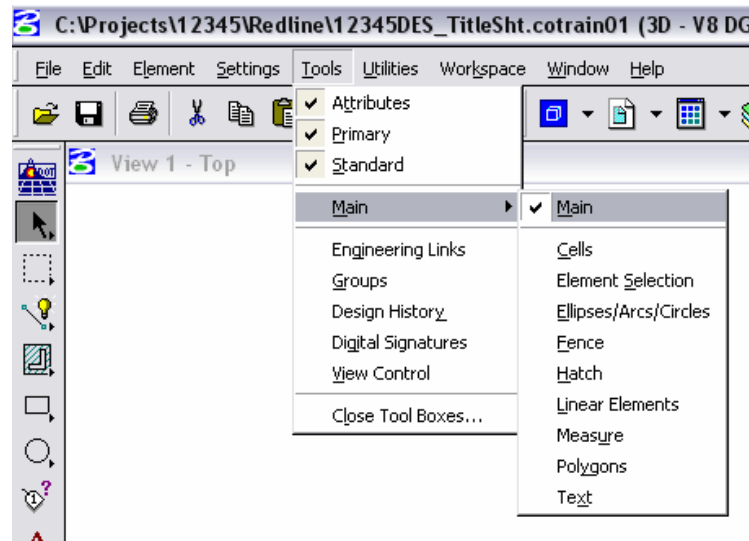 C:\Projects\12345\Redline\12345DES_TitleSht.cotrain01 (3D - V8 DG
File Edit Element Settings Tools Utilities Workspace Window Help
Attributes
Primary
Standard
View 1 - Top
Main
Main
Engineering Links
Groups
Design History
Digital Signatures
View Control
Close Tool Boxes...
Cells
Element Selection
Ellipses/Arcs/Circles
Fence
Hatch
Linear Elements
Measure
Polygons
Text
DOT
1
?